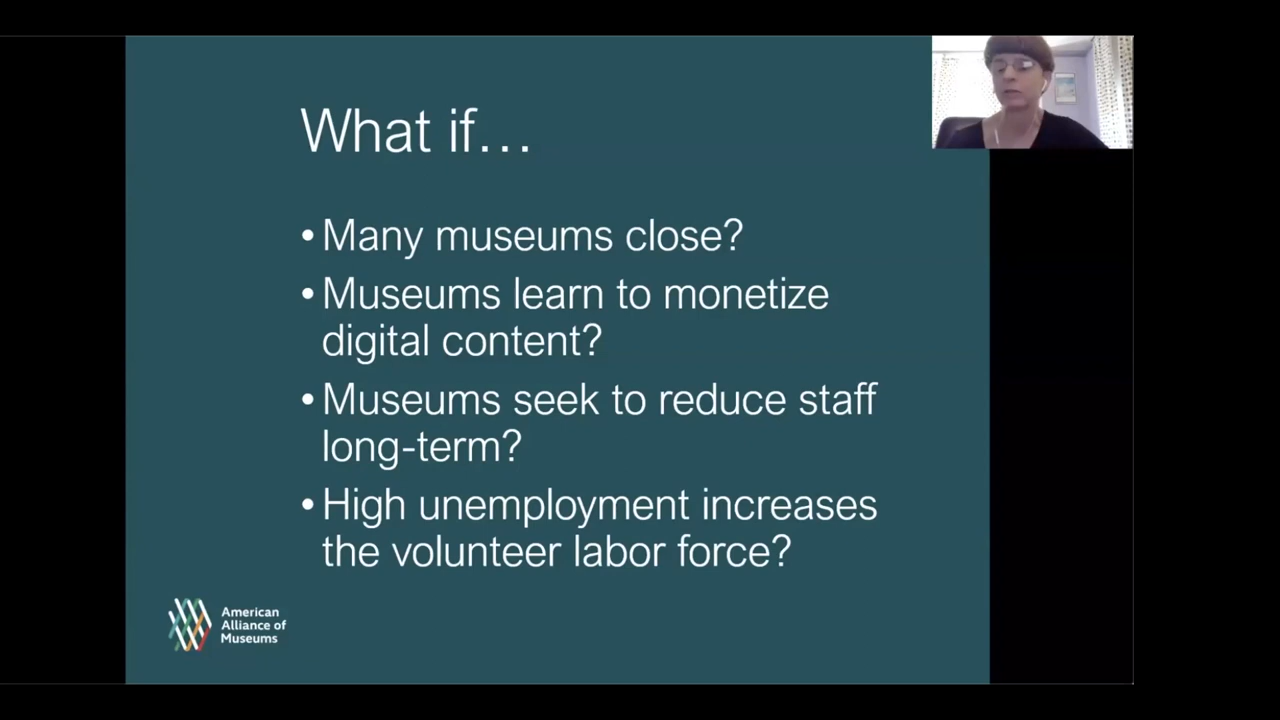 What if…
•Many museums close?
•Museums learn to monetize
digital content?
•Museums seek to reduce staff
long-term?
•High unemployment increases
the volunteer labor force?
American
Alliance of
Museums